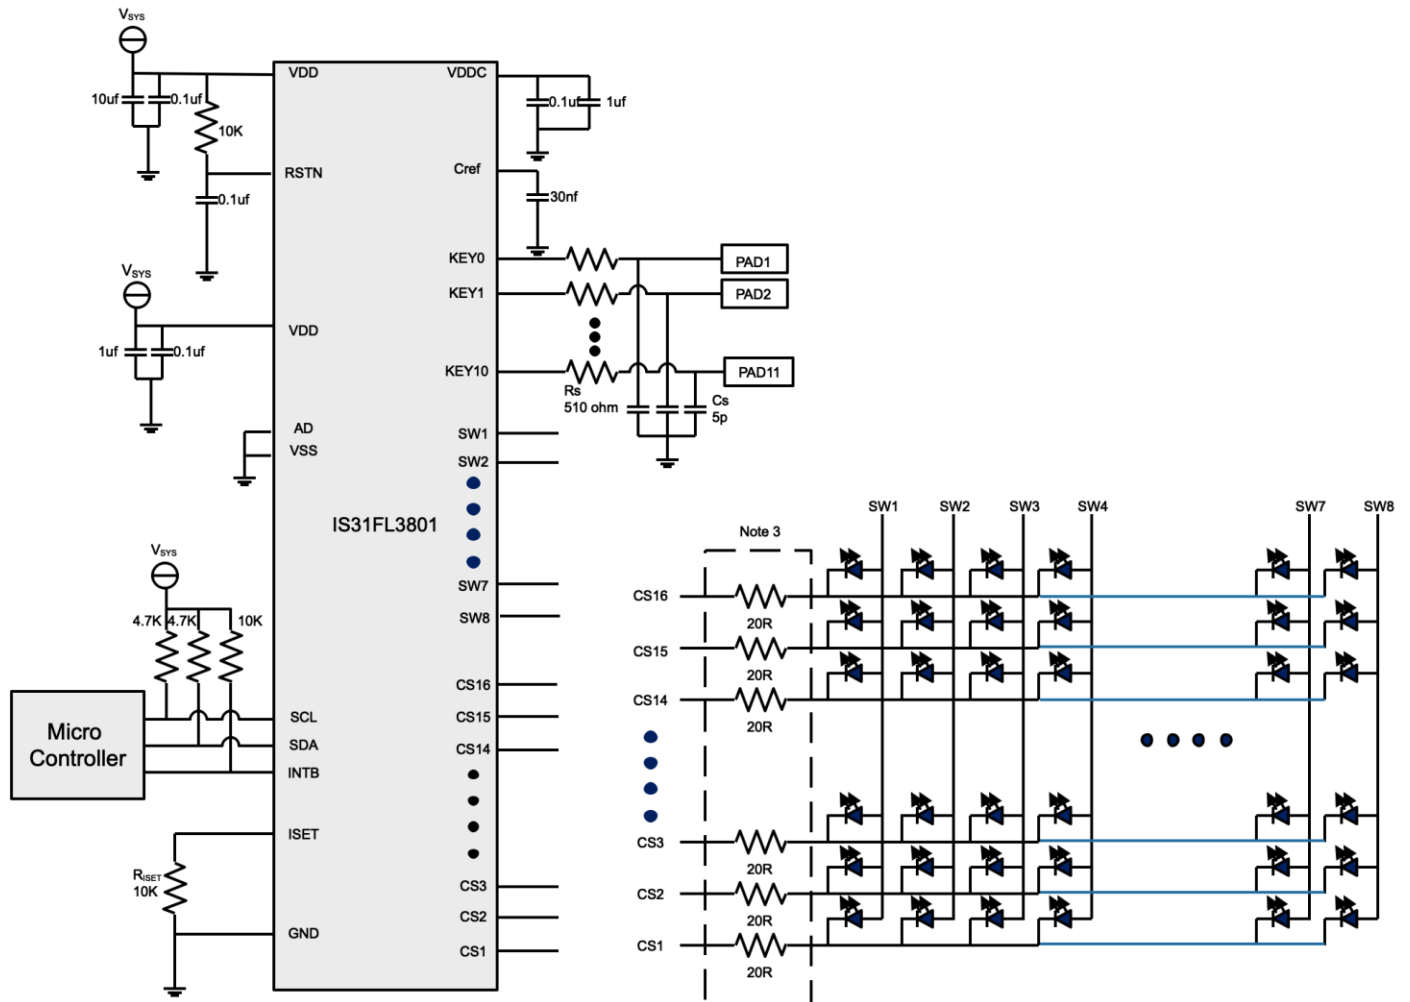 VSYS
VDD
VDDC
10uf
0.1uf
0.1uf
1uf
10K
RSTN
Cref
0.1uf
30nf
KEY0
PAD1
VSYS
KEY1
PAD2
VDD
1uf
0.1uf
KEY10
PAD11
Rs
510 ohm
Cs
5p
AD
SW1
VSS
SW2
IS31FL3801
SW1
SW2
SW3
SW4
SW7
SW8
Note 3
VSYS
SW7
CS16
20R
4.7K
4.7K
10K
SW8
CS15
20R
CS16
CS14
20R
Micro
Controller
SCL
CS15
SDA
CS14
INTB
ISET
CS3
20R
RISET
10K
CS3
CS2
20R
GND
CS2
CS1
CS1
20R